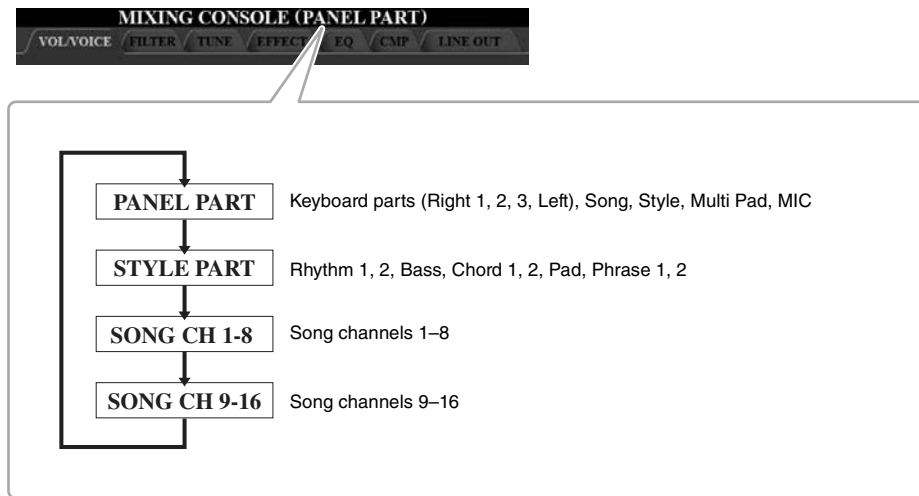 MIXING CONSOLE (PANEL PART)
VOL/VOICE FILTER TUNE EFFECT EQ CMP LINE OUT
PANEL PART Keyboard parts (Right 1, 2, 3, Left), Song, Style, Multi Pad, MIC
STYLE PART Rhythm 1, 2, Bass, Chord 1, 2, Pad, Phrase 1, 2
SONG CH 1-8 Song channels 1–8
SONG CH 9-16 Song channels 9–16